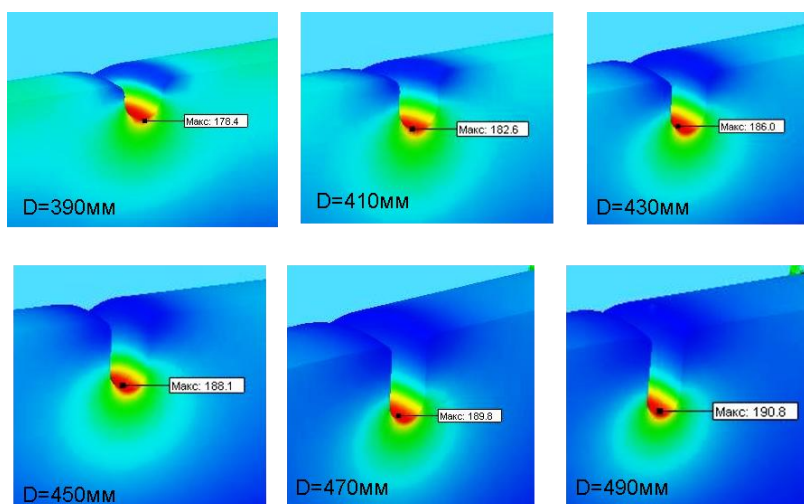 Макс: 178.4
D=390мм
Макс: 182.6
D=410мм
Макс: 186.0
D=430мм
Макс: 188.1
D=450мм
Макс: 189.8
D=470мм
Макс: 190.8
D=490мм